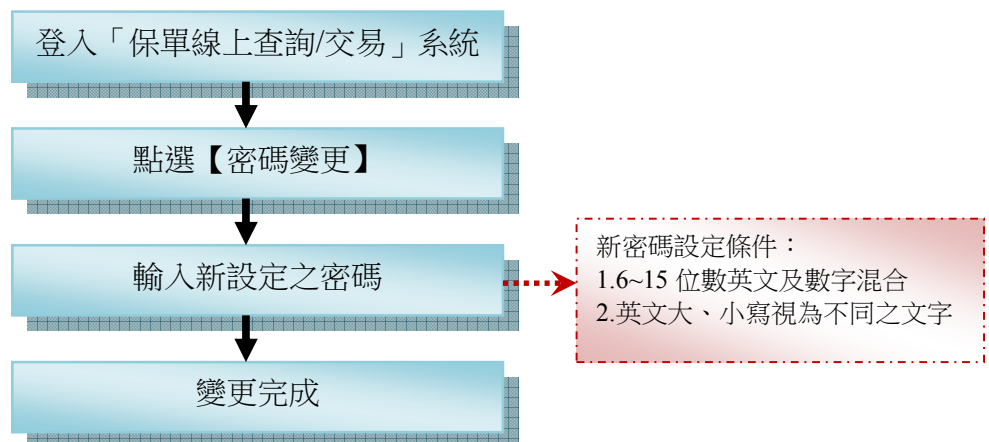 登入「保單線上查詢/交易」系統
點選【密碼變更】
輸入新設定之密碼
新密碼設定條件：
1.6~15 位數英文及數字混合
2.英文大、小寫視為不同之文字
變更完成